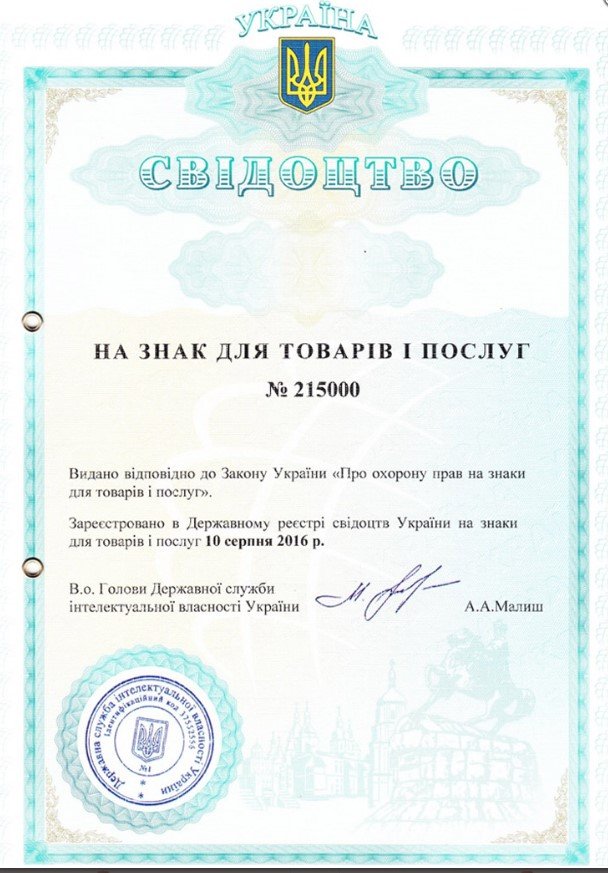 УКРАЇНА
СВІДОЦТВО
НА ЗНАК ДЛЯ ТОВАРІВ І ПОСЛУГ
№ 215000
Видано відповідно до Закону України «Про охорону прав на знаки
для товарів і послуг».
Зареєстровано в Державному реєстрі свідоцтв України на знаки
для товарів і послуг 10 серпня 2016 р.
В.о. Голови Державної служби
інтелектуальної власності України
А.А.Малиш
Державна служба інтелектуальної власності України
ідентифікаційний код 37552556
№1